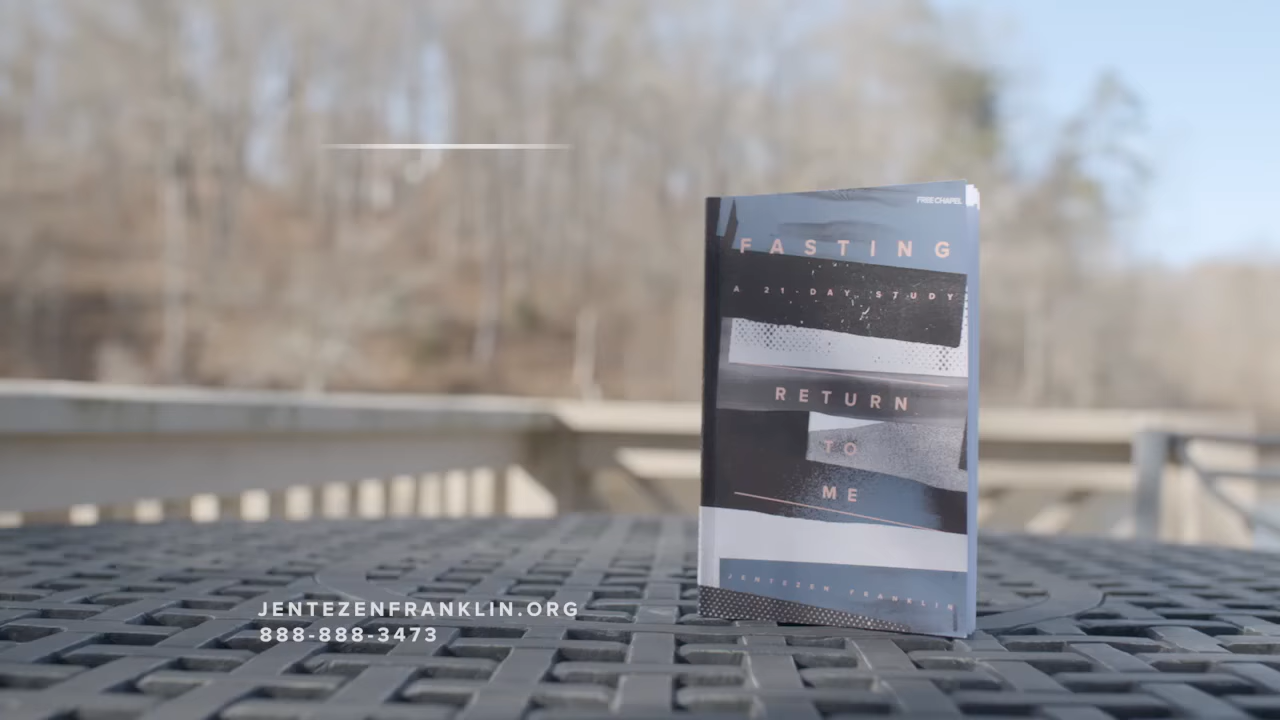 FREE CHAPEL
FASTING
A 21 DAY STUDY
RETURN
TO
ME
JENTEZEN FRANKLIN
JENTEZENFRANKLIN.ORG
888-888-3473